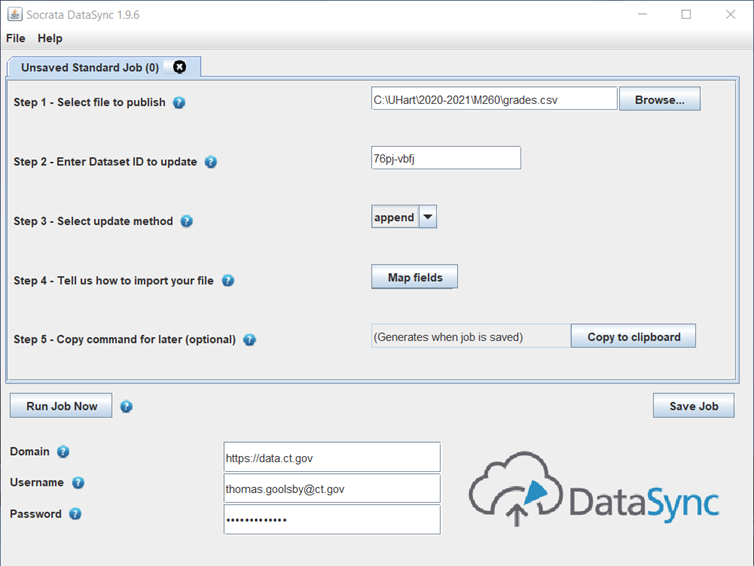 Socrata DataSync 1.9.6
File Help
Unsaved Standard Job (0)
Step 1 - Select file to publish ? C:\UHart\2020-2021\M260\grades.csv Browse...
Step 2 - Enter Dataset ID to update ? 76pj-vbfj
Step 3 - Select update method ? append
Step 4 - Tell us how to import your file ? Map fields
Step 5 - Copy command for later (optional) ? (Generates when job is saved) Copy to clipboard
Run Job Now ? Save Job
Domain ? https://data.ct.gov
Username ? thomas.goolsby@ct.gov
Password ? •••••••••••••
DataSync